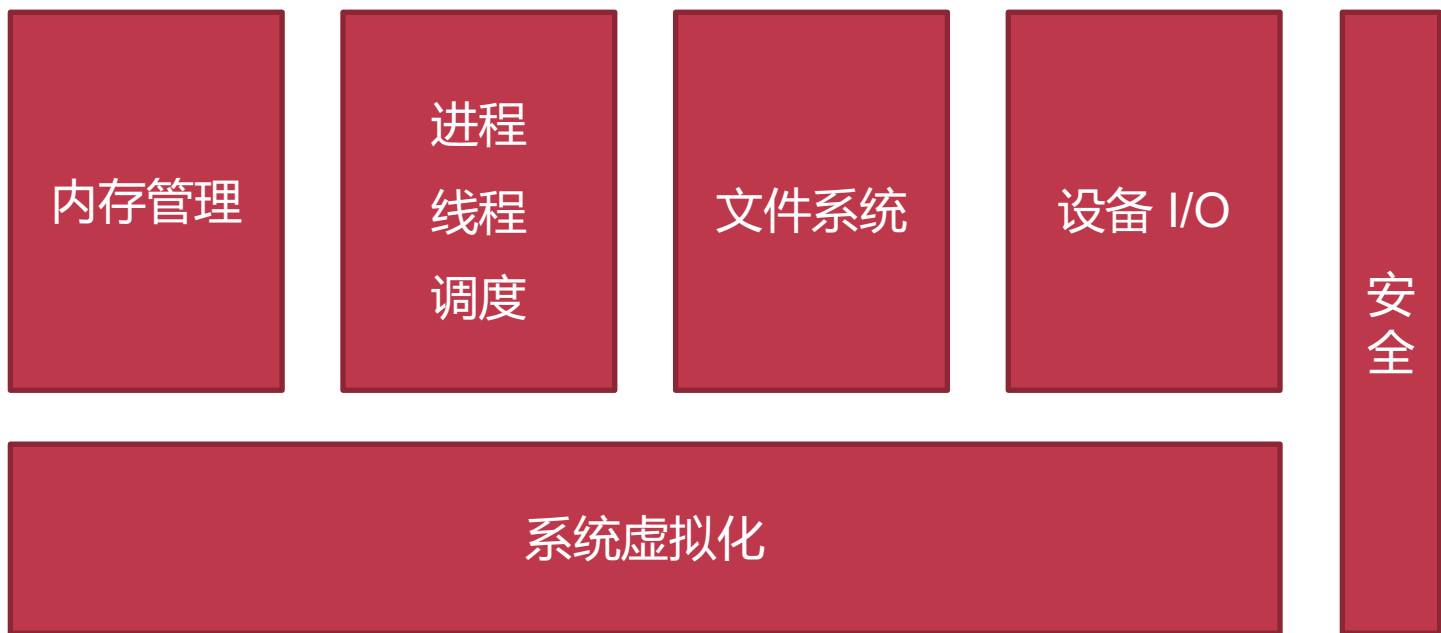 内存管理
进程
线程
调度
文件系统
设备 I/O
安
全
系统虚拟化